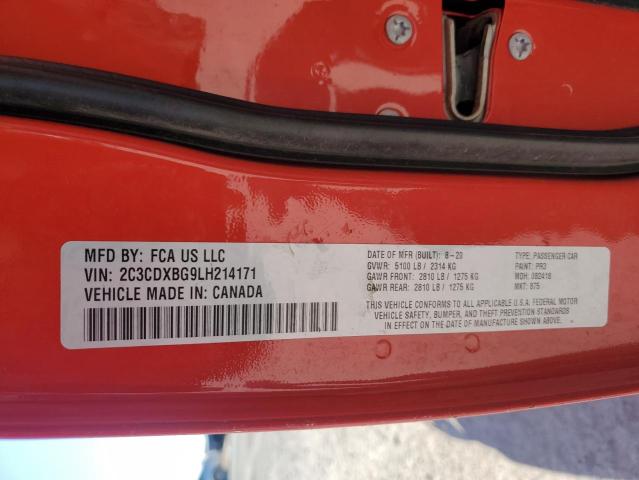 MFD BY: FCA US LLC
VIN: 2C3CDXBG9LH214171
VEHICLE MADE IN: CANADA
DATE OF MFR (BUILT): 8-20
GVWR: 5100 LB / 2314 KG
GAWR FRONT: 2810 LB / 1275 KG
GAWR REAR: 2810 LB / 1275 KG
TYPE: PASSENGER CAR
PAINT: PR3
MDH: 082418
MKT: 875
THIS VEHICLE CONFORMS TO ALL APPLICABLE U.S.A. FEDERAL MOTOR
VEHICLE SAFETY, BUMPER, AND THEFT PREVENTION STANDARDS
IN EFFECT ON THE DATE OF MANUFACTURE SHOWN ABOVE.